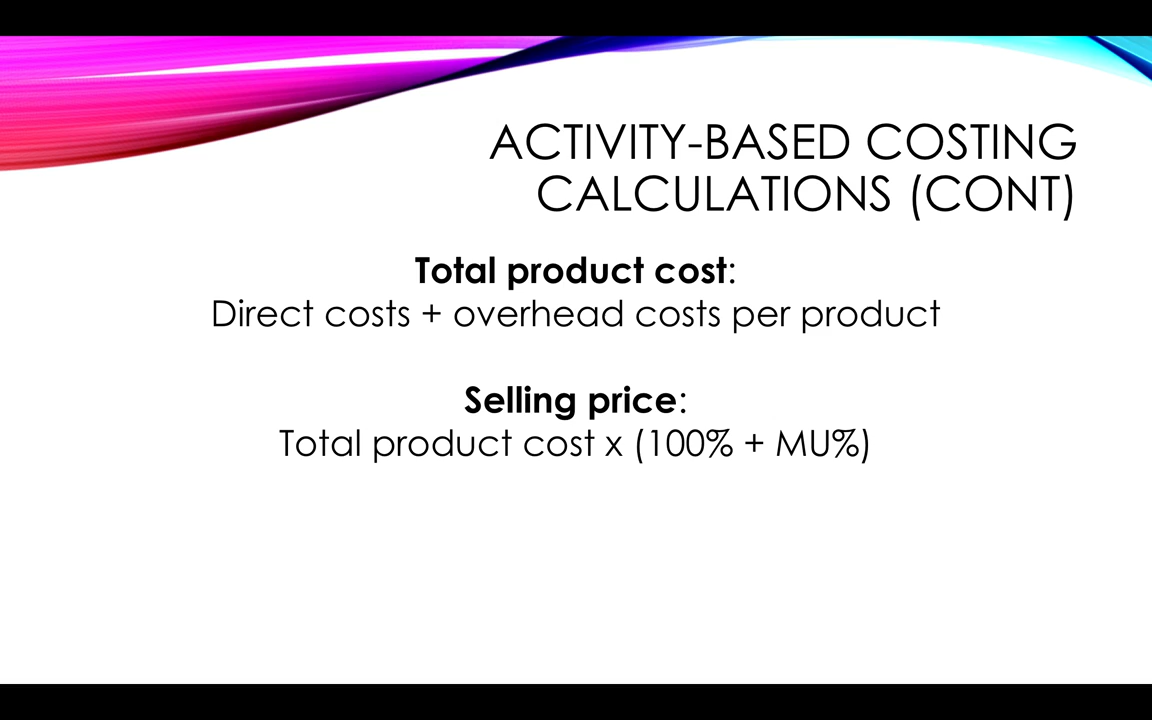 ACTIVITY-BASED COSTING
CALCULATIONS (CONT)
Total product cost:
Direct costs + overhead costs per product
Selling price:
Total product cost x (100% + MU%)